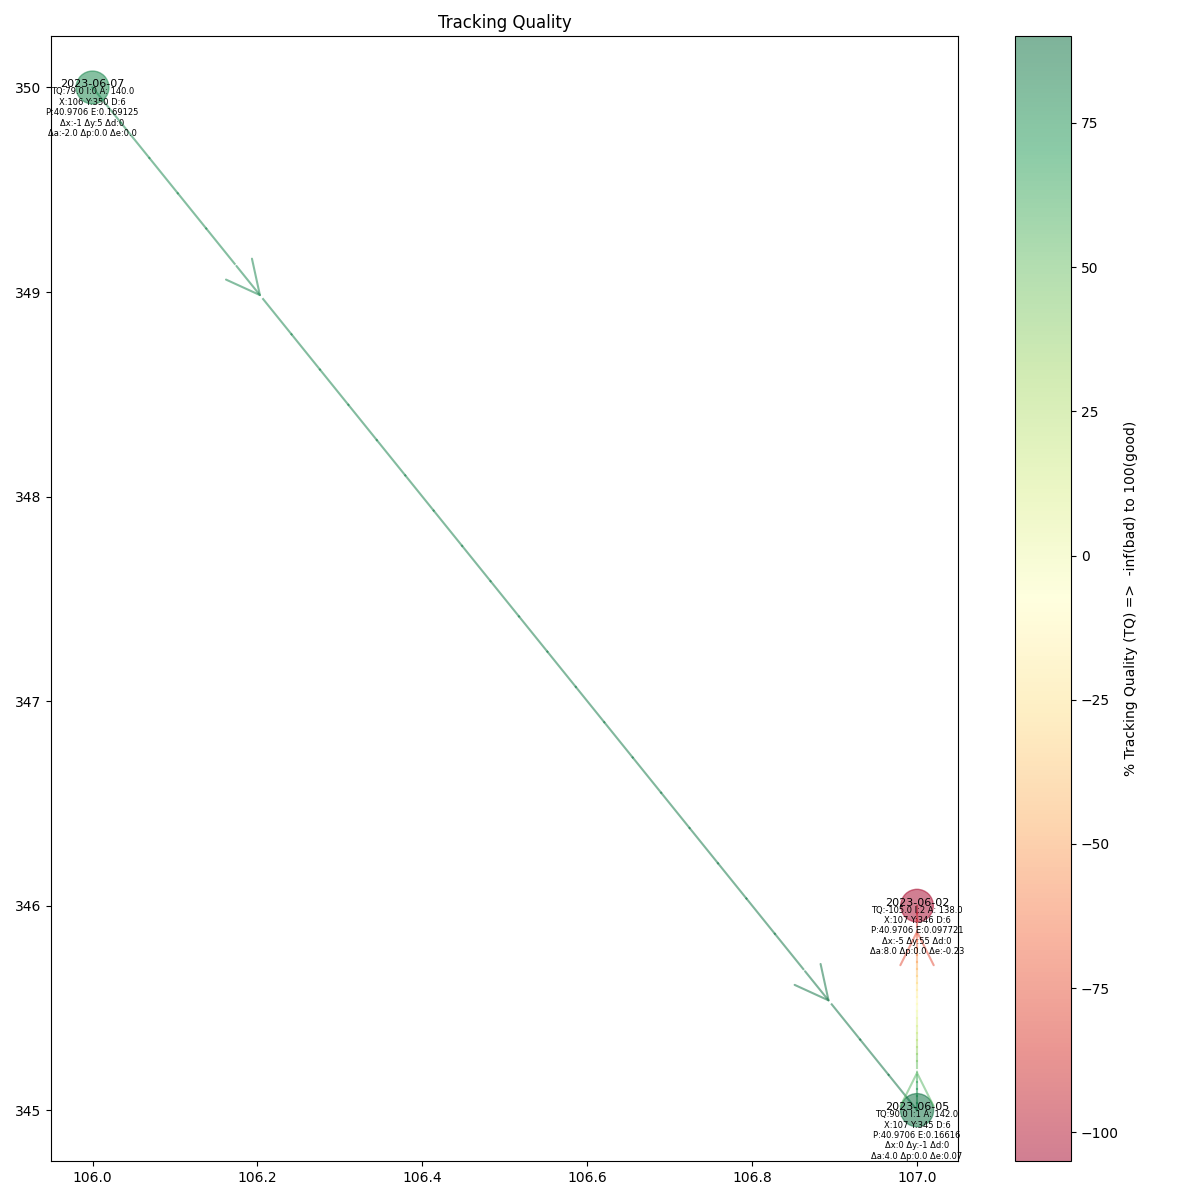 Tracking Quality
2023-06-07
TQ:79.0 I:0 A: 140.0
X:106 Y:350 D:6
P:40.9706 E:0.169125
Δx:-1 Δy:5 Δd:0
Δa:-2.0 Δp:0.0 Δe:0.0
2023-06-02
TQ:-105.0 I:2 A: 138.0
X:107 Y:346 D:6
P:40.9706 E:0.097721
Δx:-5 Δy:55 Δd:0
Δa:8.0 Δp:0.0 Δe:-0.23
2023-06-05
TQ:90.0 I:1 A: 142.0
X:107 Y:345 D:6
P:40.9706 E:0.16616
Δx:0 Δy:-1 Δd:0
Δa:4.0 Δp:0.0 Δe:0.07
350
349
348
347
346
345
106.0 106.2 106.4 106.6 106.8 107.0
75
50
25
0
−25
−50
−75
−100
% Tracking Quality (TQ) => -inf(bad) to 100(good)